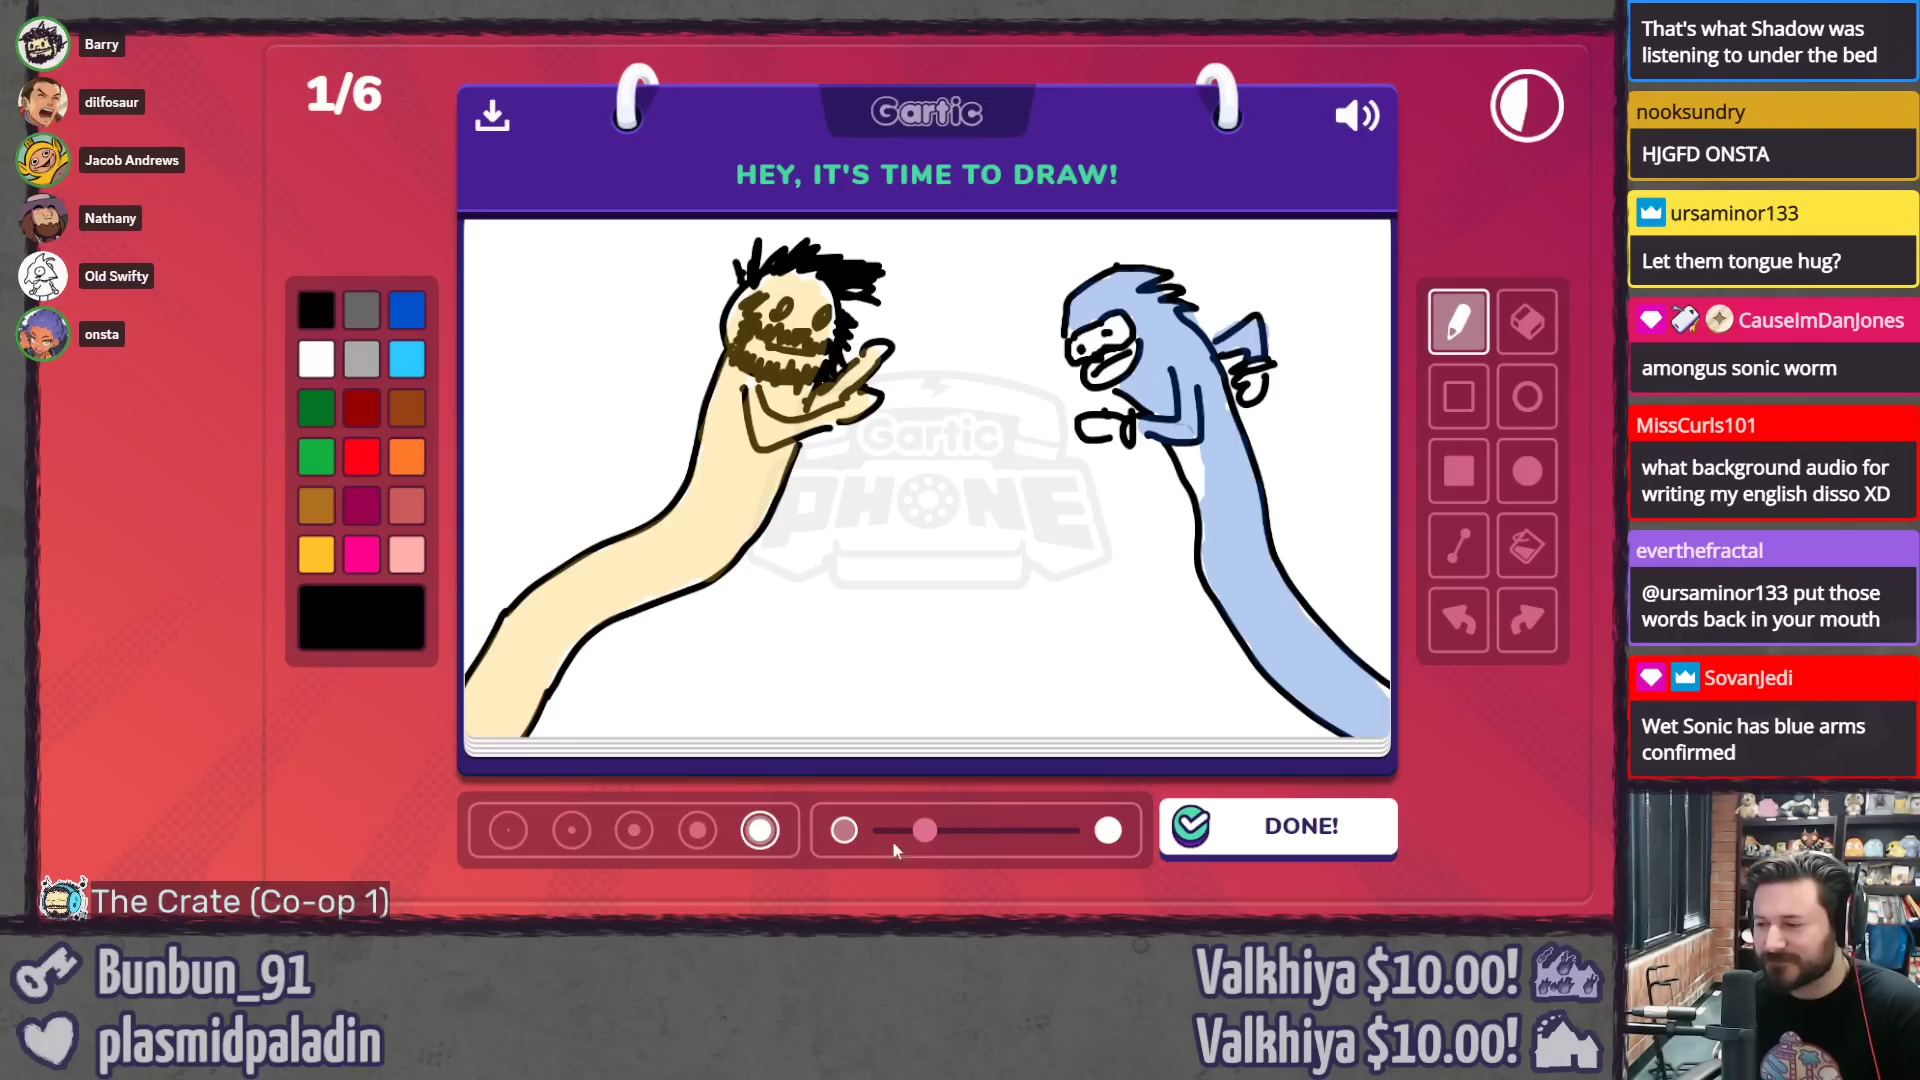 Barry
dilfosaur
Jacob Andrews
Nathany
Old Swifty
onsta
1/6
Gartic
HEY, IT'S TIME TO DRAW!
Gartic
PHONE
DONE!
The Crate (Co-op 1)
Bunbun_91
plasmidpaladin
Valkhiya $10.00!
Valkhiya $10.00!
That's what Shadow was
listening to under the bed
nooksundry
HJGFD ONSTA
ursaminor133
Let them tongue hug?
CauseImDanJones
amongus sonic worm
MissCurls101
what background audio for
writing my english disso XD
everthefractal
@ursaminor133 put those
words back in your mouth
SovanJedi
Wet Sonic has blue arms
confirmed